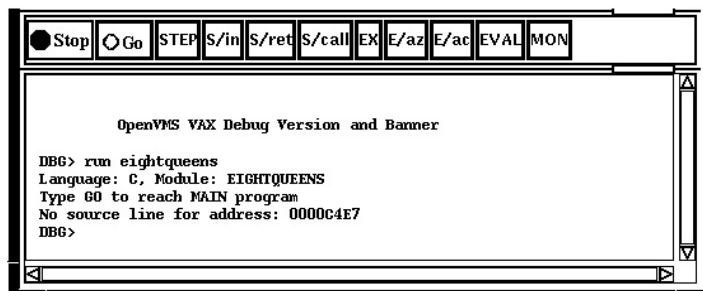 Stop Go STEP S/in S/ret S/call EX E/az E/ac EVAL MON
OpenVMS VAX Debug Version and Banner
DBG> run eightqueens
Language: C, Module: EIGHTQUEENS
Type GO to reach MAIN program
No source line for address: 0000C4E7
DBG>